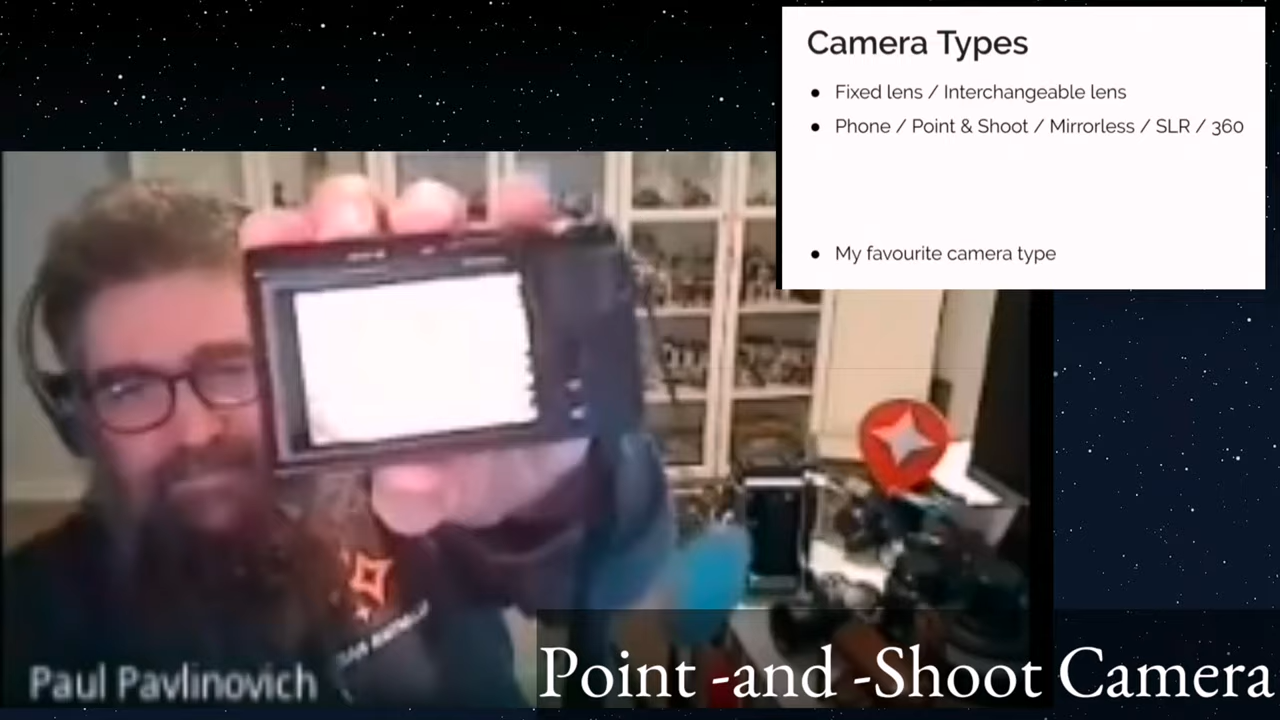 Camera Types
● Fixed lens / Interchangeable lens
● Phone / Point & Shoot / Mirrorless / SLR / 360
● My favourite camera type
Paul Pavlinovich
Point -and -Shoot Camera